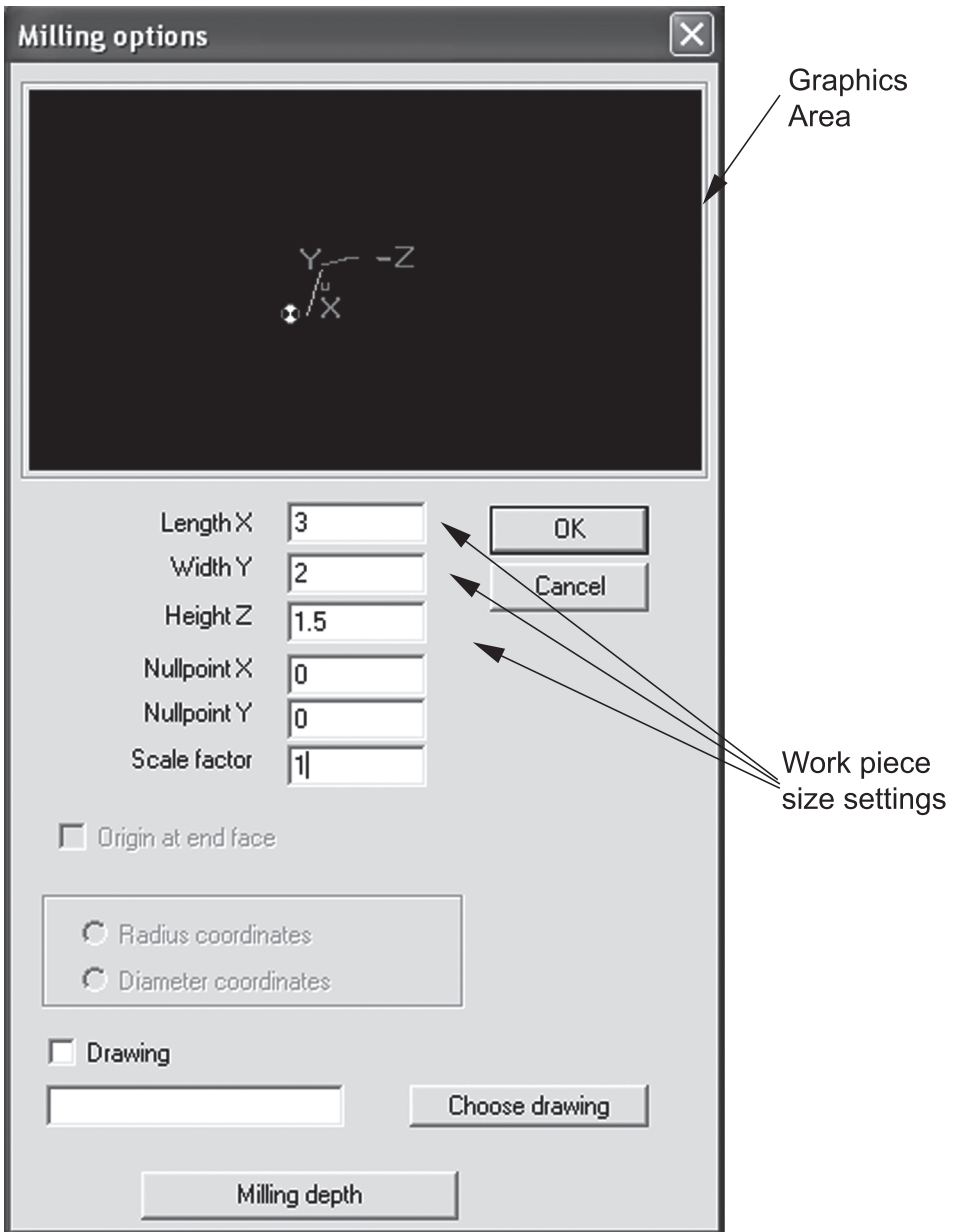 Milling options
Graphics
Area
Y -Z
X
Length X 3
OK
Width Y 2
Cancel
Height Z 1.5
Nullpoint X 0
Nullpoint Y 0
Scale factor 1
Work piece
size settings
Origin at end face
Radius coordinates
Diameter coordinates
Drawing
Choose drawing
Milling depth